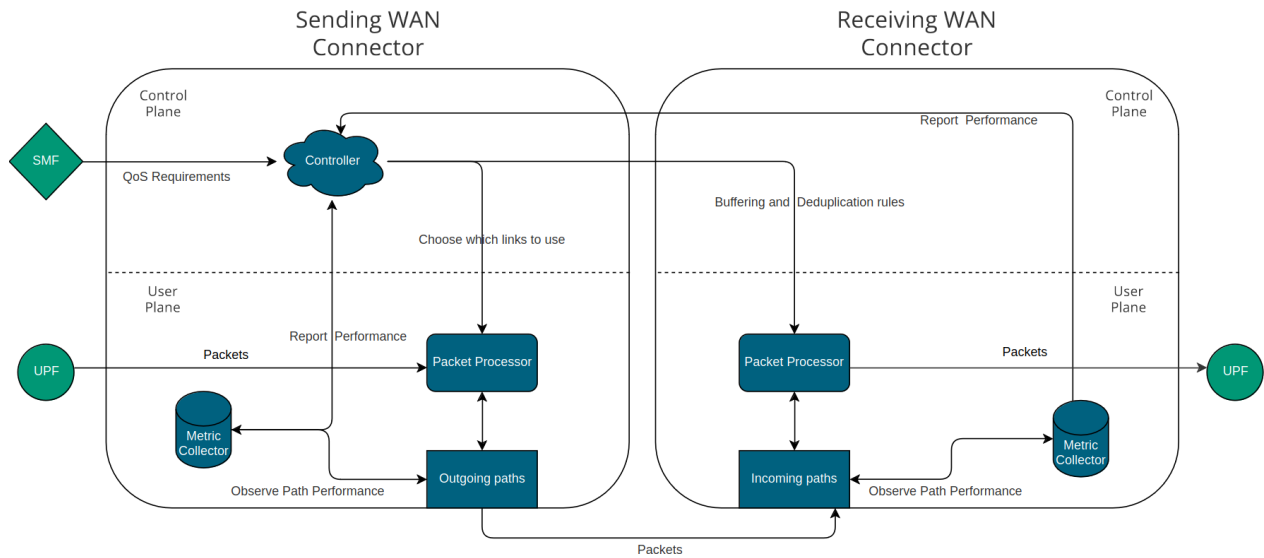 Sending WAN
Connector
Receiving WAN
Connector
Control
Plane
Control
Plane
Report Performance
SMF
Controller
QoS Requirements
Buffering and Deduplication rules
Choose which links to use
User
Plane
User
Plane
Report Performance
Packets
Packet Processor
Packet Processor
Packets
UPF
UPF
Metric
Collector
Metric
Collector
Outgoing paths
Incoming paths
Observe Path Performance
Observe Path Performance
Packets